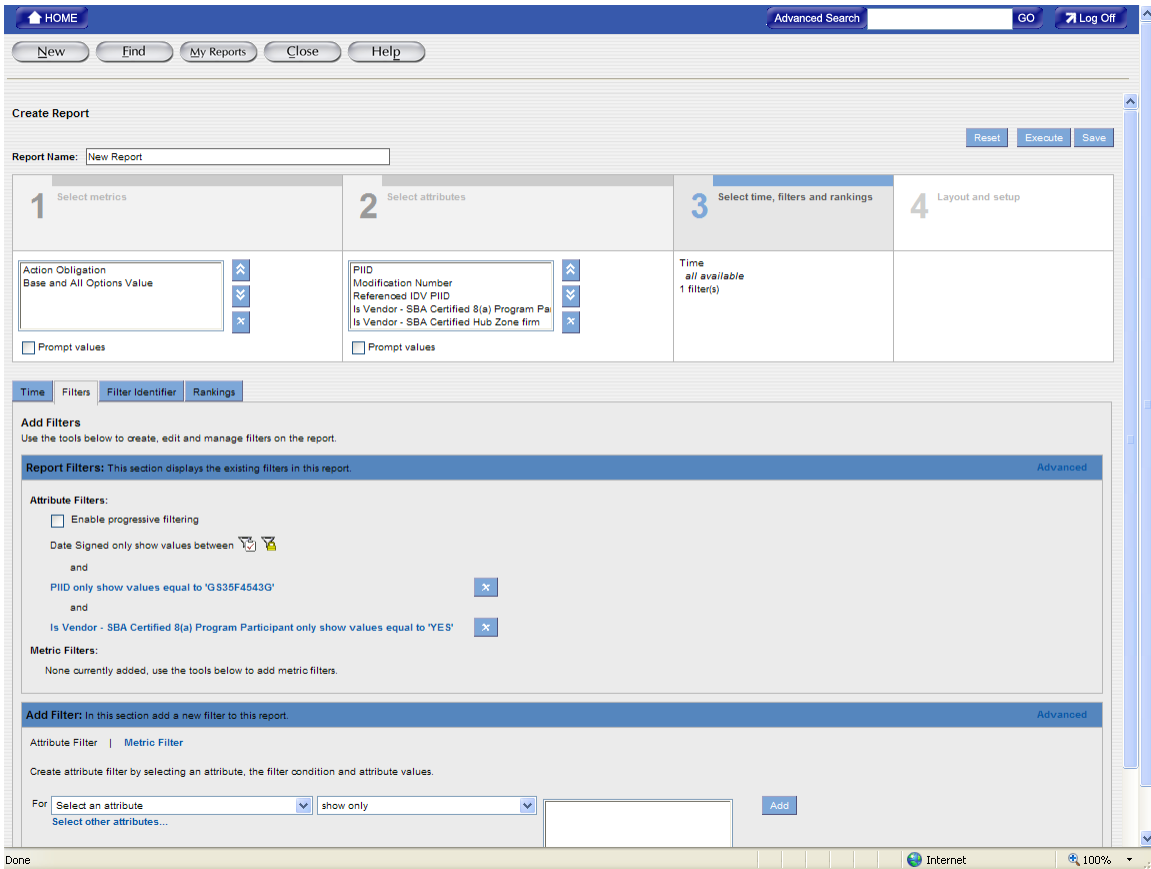 HOME
Advanced Search GO Log Off
New Find My Reports Close Help
Create Report
Reset Execute Save
Report Name: New Report
1 Select metrics
2 Select attributes
3 Select time, filters and rankings
4 Layout and setup
Action Obligation
Base and All Options Value
Prompt values
PIID
Modification Number
Referenced IDV PIID
Is Vendor - SBA Certified 8(a) Program Pa
Is Vendor - SBA Certified Hub Zone firm
Prompt values
Time
all available
1 filter(s)
Time Filters Filter Identifier Rankings
Add Filters
Use the tools below to create, edit and manage filters on the report.
Report Filters: This section displays the existing filters in this report. Advanced
Attribute Filters:
Enable progressive filtering
Date Signed only show values between
and
PIID only show values equal to 'GS35F4543G'
and
Is Vendor - SBA Certified 8(a) Program Participant only show values equal to 'YES'
Metric Filters:
None currently added, use the tools below to add metric filters.
Add Filter: In this section add a new filter to this report. Advanced
Attribute Filter | Metric Filter
Create attribute filter by selecting an attribute, the filter condition and attribute values.
For Select an attribute show only Add
Select other attributes...
Done Internet 100%